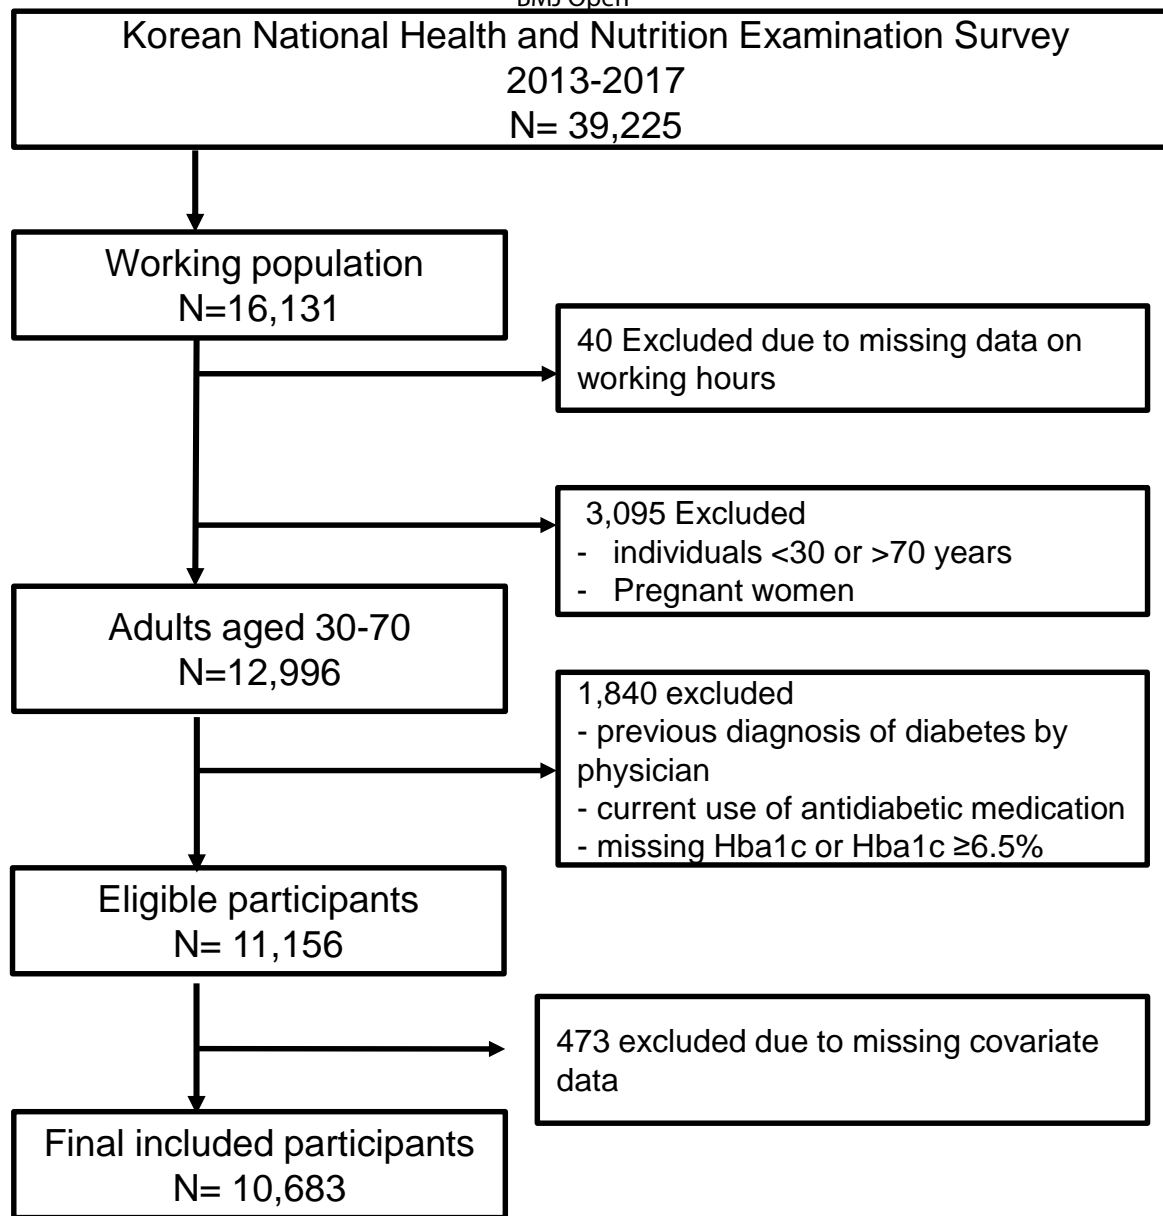 BMJ Open
Korean National Health and Nutrition Examination Survey
2013-2017
N= 39,225
Working population
N=16,131
40 Excluded due to missing data on
working hours
3,095 Excluded
- individuals <30 or >70 years
- Pregnant women
Adults aged 30-70
N=12,996
1,840 excluded
- previous diagnosis of diabetes by
physician
- current use of antidiabetic medication
- missing Hba1c or Hba1c ≥6.5%
Eligible participants
N= 11,156
473 excluded due to missing covariate
data
Final included participants
N= 10,683